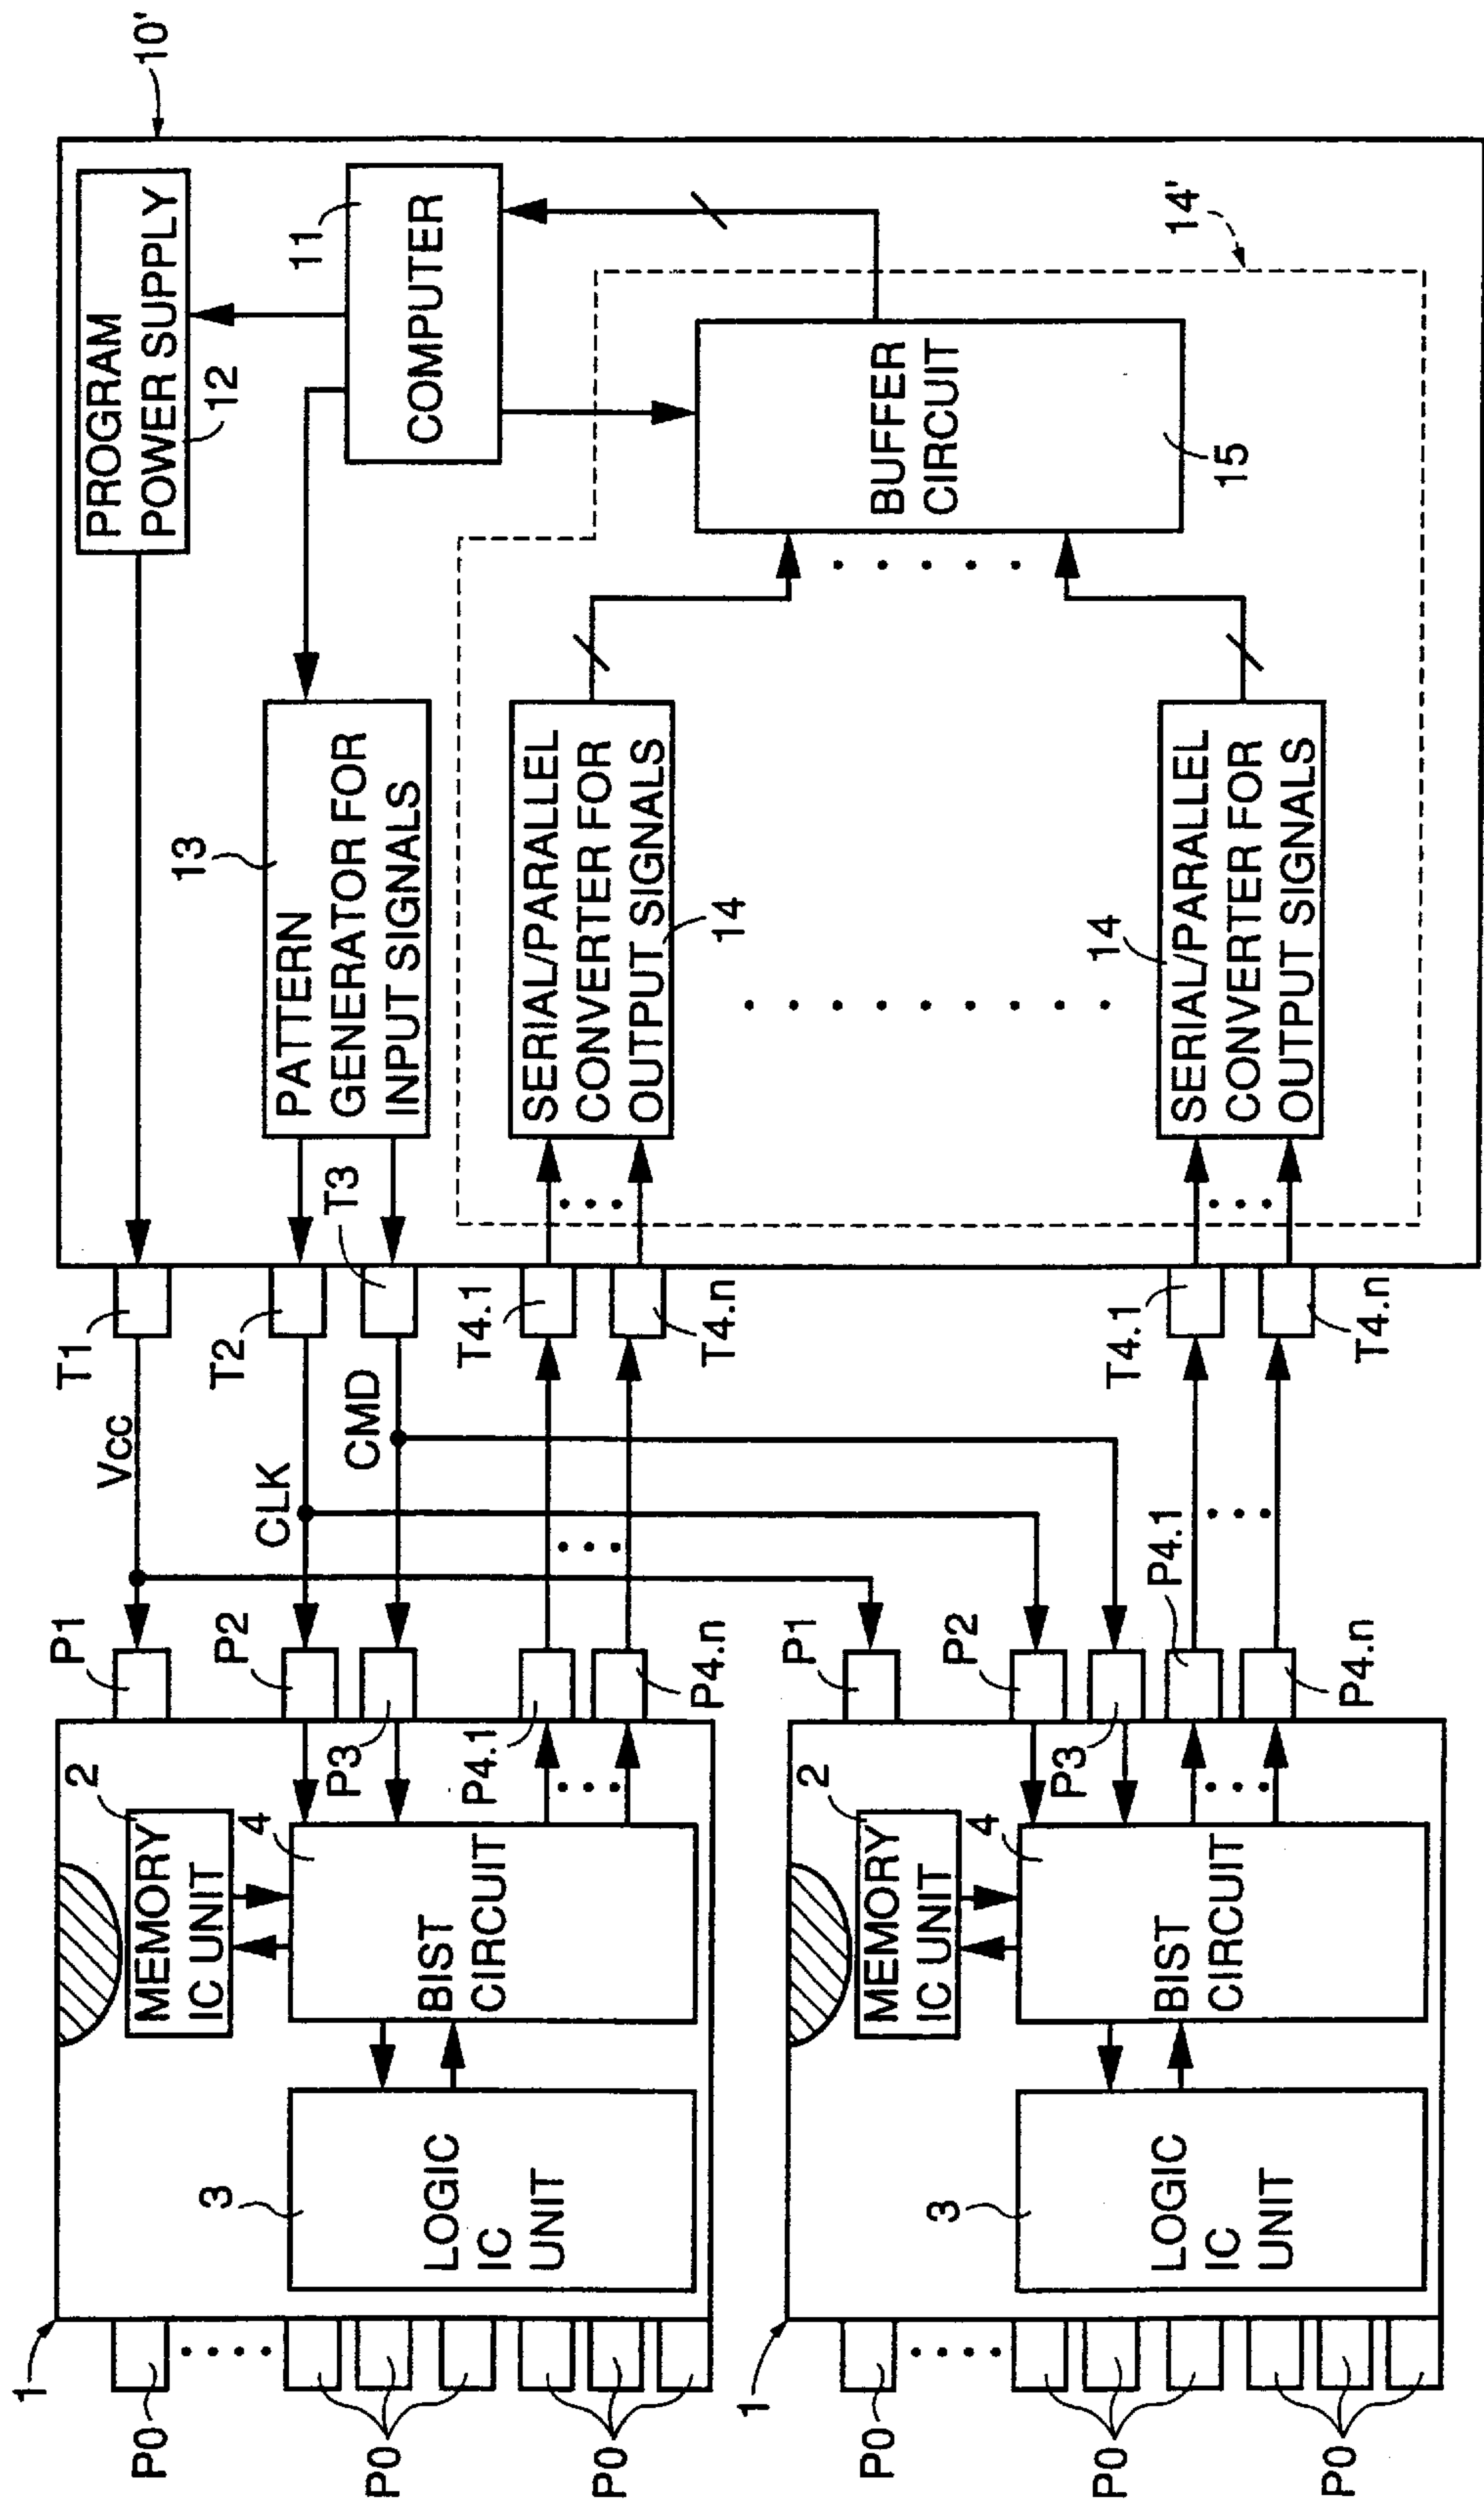 1
P0
P0
P0
3
LOGIC
IC
UNIT
2
MEMORY
IC UNIT
4
BIST
CIRCUIT
P1
P2
P3
P4.1
P4.n
Vcc
CLK
CMD
T1
T2
T3
T4.1
T4.n
10'
PROGRAM
POWER SUPPLY
12
11
COMPUTER
13
PATTERN
GENERATOR FOR
INPUT SIGNALS
SERIAL/PARALLEL
CONVERTER FOR
OUTPUT SIGNALS
14
14'
BUFFER
CIRCUIT
15
1
P0
P0
P0
3
LOGIC
IC
UNIT
2
MEMORY
IC UNIT
4
BIST
CIRCUIT
P1
P2
P3
P4.1
P4.n
T4.1
T4.n
14
SERIAL/PARALLEL
CONVERTER FOR
OUTPUT SIGNALS